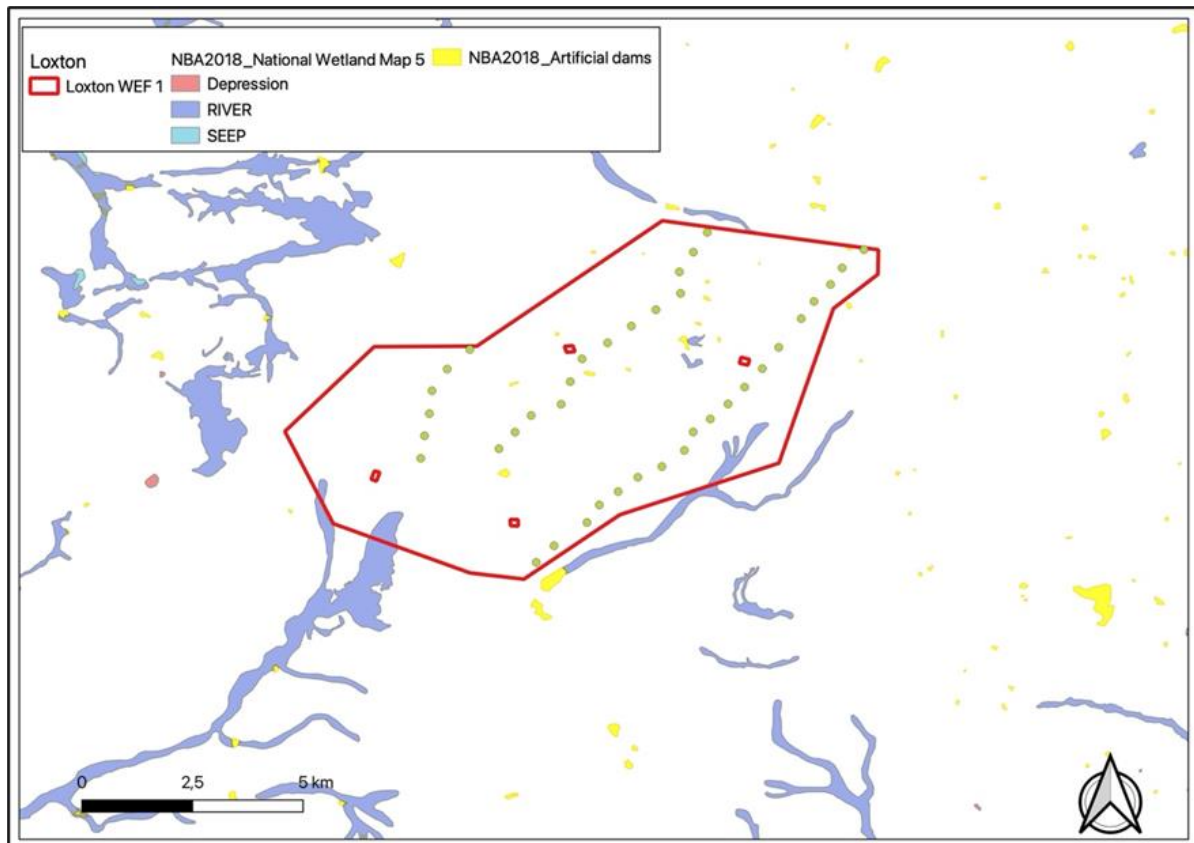 Loxton
Loxton WEF 1
NBA2018_National Wetland Map 5
Depression
RIVER
SEEP
NBA2018_Artificial dams
0 2,5 5 km